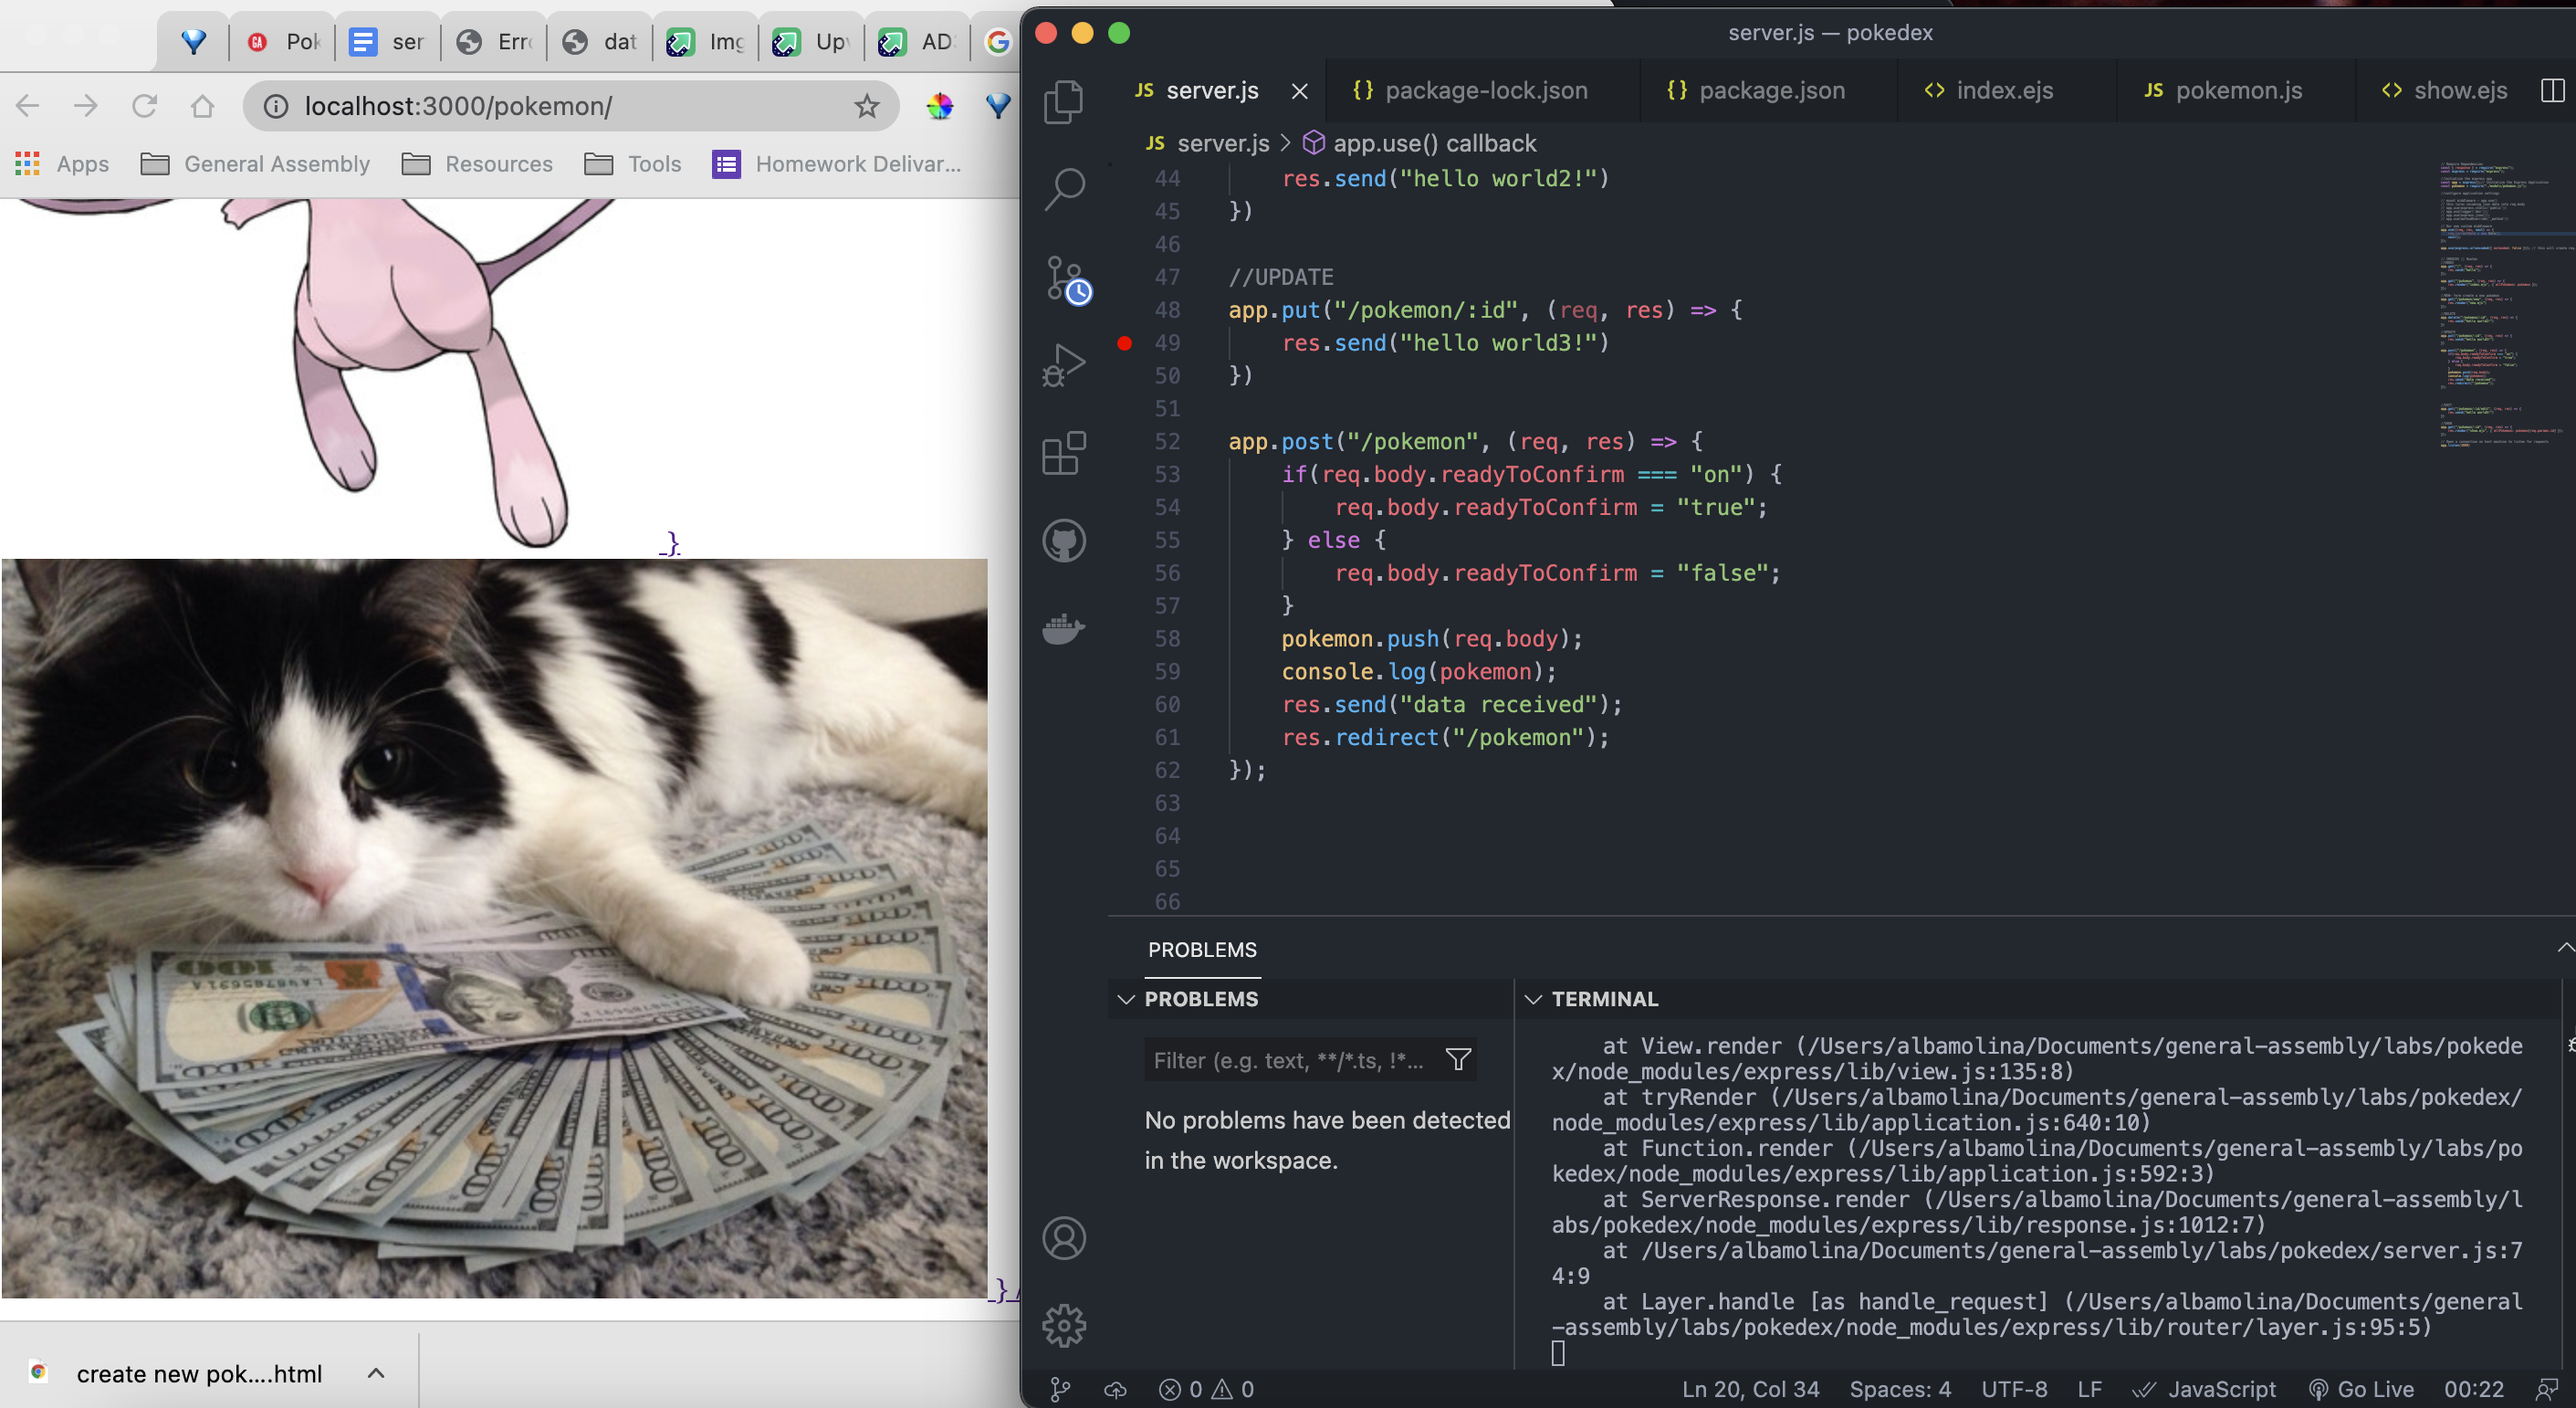 Pok
ser
Erro
dat
Img
Upv
AD
localhost:3000/pokemon/
Apps
General Assembly
Resources
Tools
Homework Delivar...
}
100
}
create new pok....html
server.js — pokedex
JS server.js
{} package-lock.json
{} package.json
<> index.ejs
JS pokemon.js
<> show.ejs
JS server.js > app.use() callback
44 res.send("hello world2!")
45 })
46
47 //UPDATE
48 app.put("/pokemon/:id", (req, res) => {
49 res.send("hello world3!")
50 })
51
52 app.post("/pokemon", (req, res) => {
53 if(req.body.readyToConfirm === "on") {
54 req.body.readyToConfirm = "true";
55 } else {
56 req.body.readyToConfirm = "false";
57 }
58 pokemon.push(req.body);
59 console.log(pokemon);
60 res.send("data received");
61 res.redirect("/pokemon");
62 });
63
64
65
66
PROBLEMS
PROBLEMS
Filter (e.g. text, **/*.ts, !*...
No problems have been detected
in the workspace.
TERMINAL
at View.render (/Users/albamolina/Documents/general-assembly/labs/pokede
x/node_modules/express/lib/view.js:135:8)
at tryRender (/Users/albamolina/Documents/general-assembly/labs/pokedex/
node_modules/express/lib/application.js:640:10)
at Function.render (/Users/albamolina/Documents/general-assembly/labs/po
kedex/node_modules/express/lib/application.js:592:3)
at ServerResponse.render (/Users/albamolina/Documents/general-assembly/l
abs/pokedex/node_modules/express/lib/response.js:1012:7)
at /Users/albamolina/Documents/general-assembly/labs/pokedex/server.js:7
4:9
at Layer.handle [as handle_request] (/Users/albamolina/Documents/general
-assembly/labs/pokedex/node_modules/express/lib/router/layer.js:95:5)
0 0
Ln 20, Col 34
Spaces: 4
UTF-8
LF
JavaScript
Go Live
00:22